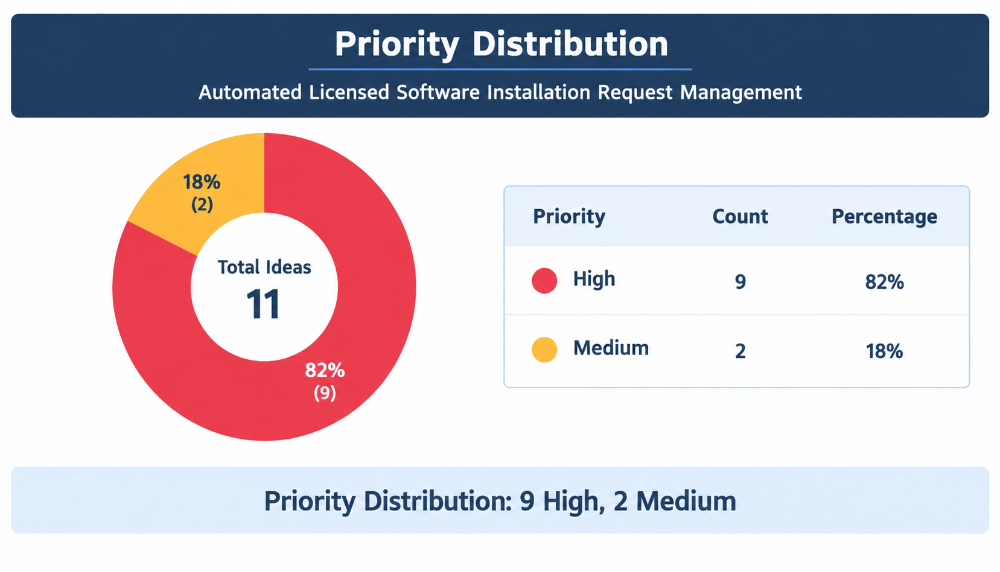 Priority Distribution
Automated Licensed Software Installation Request Management
18%
(2)
Total Ideas
11
82%
(9)
Priority Count Percentage
High 9 82%
Medium 2 18%
Priority Distribution: 9 High, 2 Medium